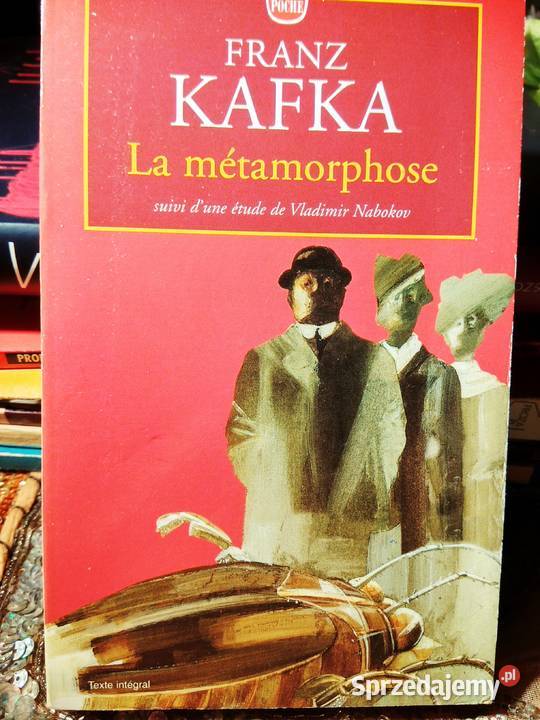 POCHE
FRANZ
KAFKA
La métamorphose
suivi d'une étude de Vladimir Nabokov
Texte intégral
Sprzedajemy.pl